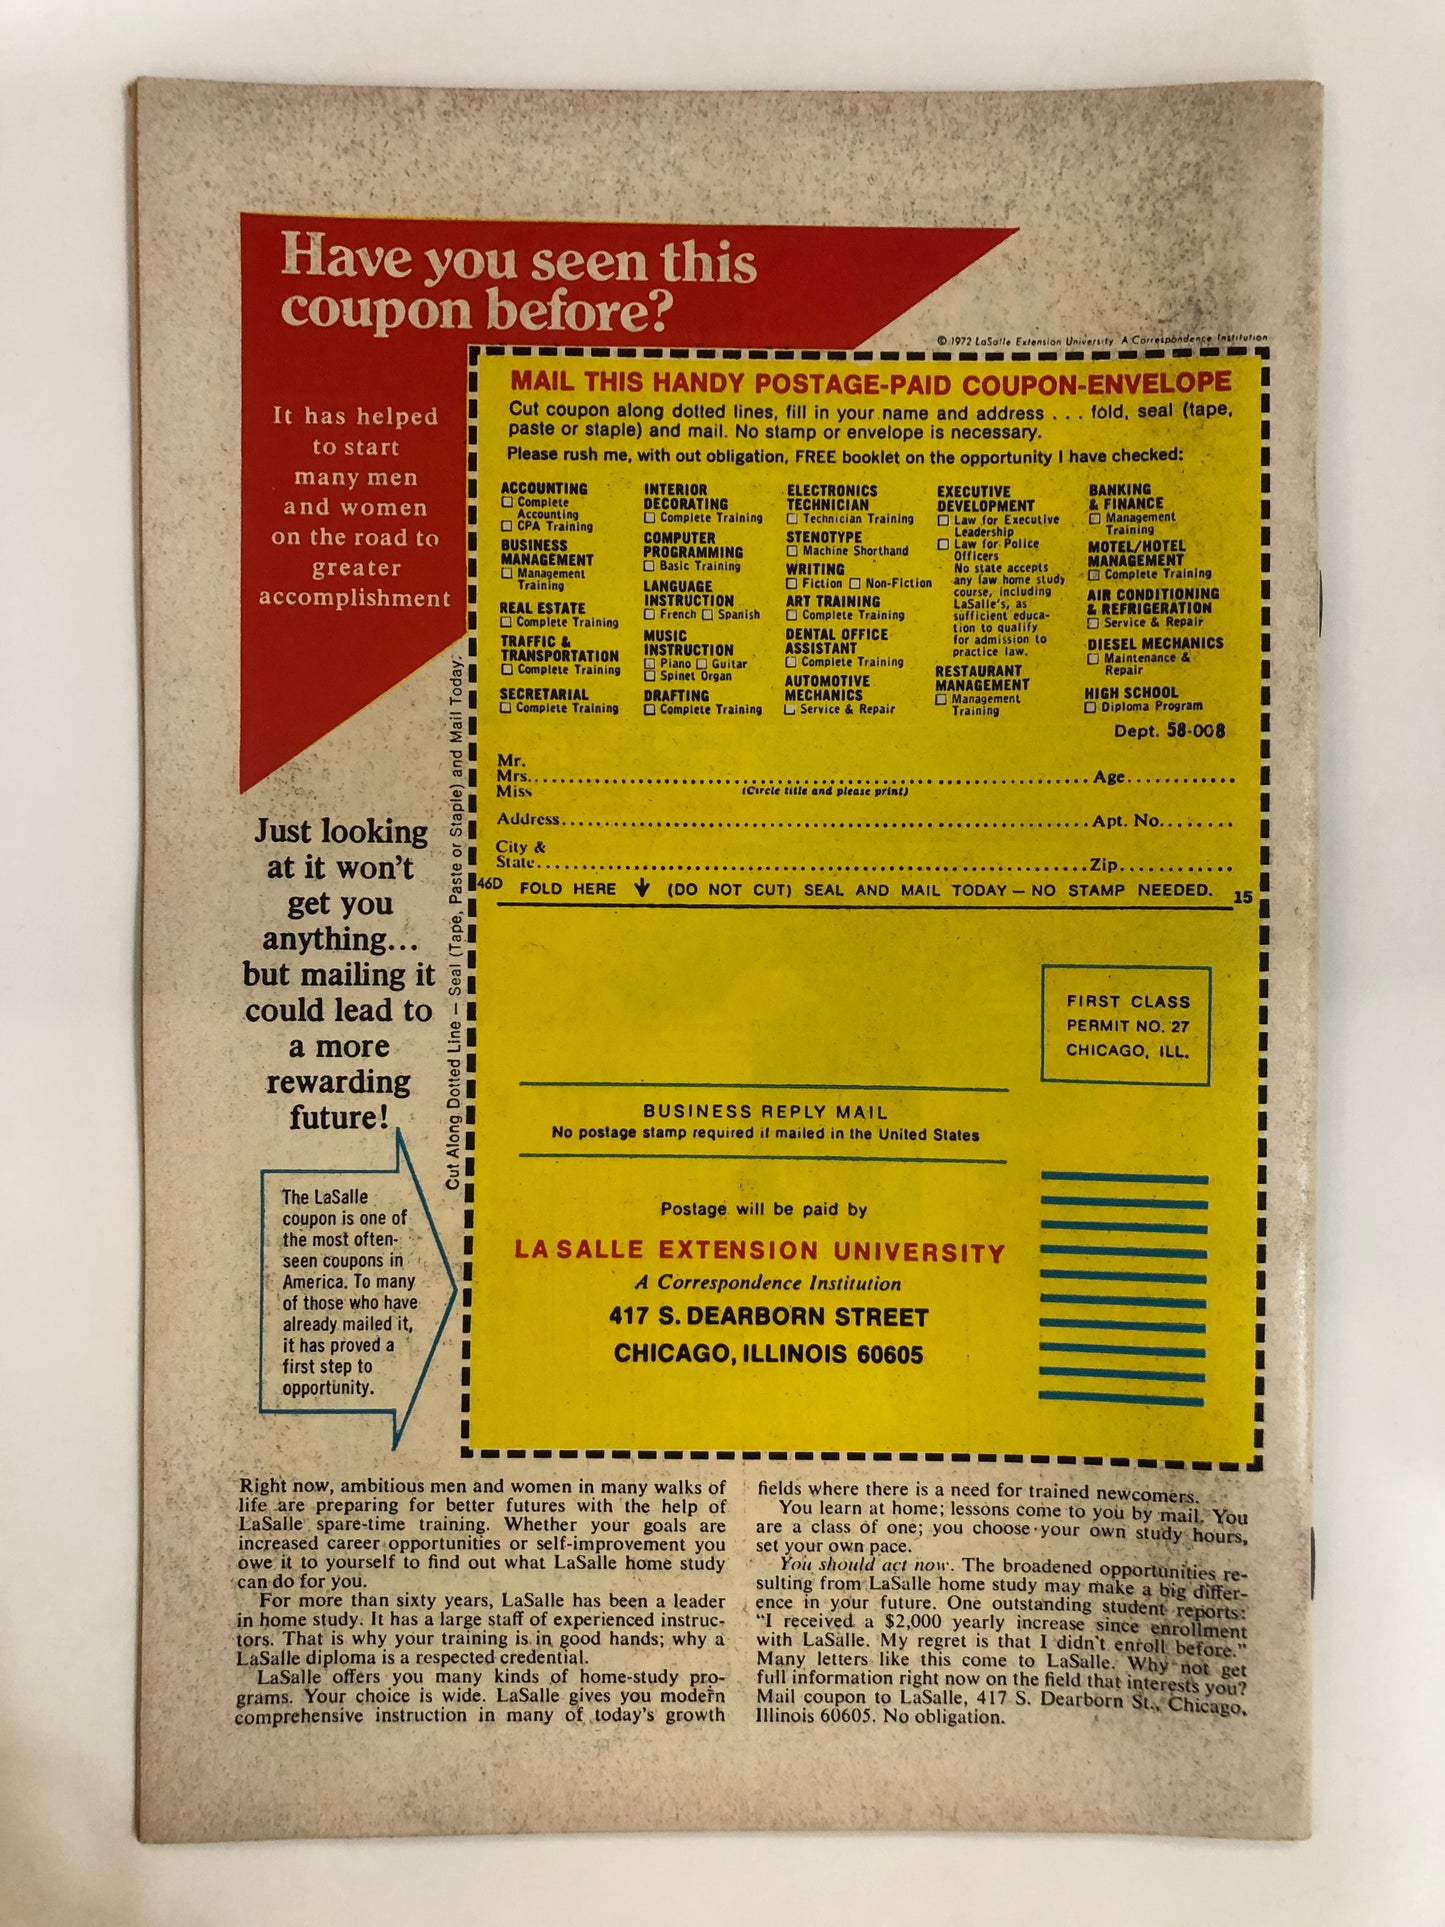 Have you seen this
coupon before?
It has helped
to start
many men
and women
on the road to
greater
accomplishment
© 1972 LaSalle Extension University A Correspondence Institution
MAIL THIS HANDY POSTAGE-PAID COUPON-ENVELOPE
Cut coupon along dotted lines, fill in your name and address . . . fold, seal (tape,
paste or staple) and mail. No stamp or envelope is necessary.
Please rush me, with out obligation, FREE booklet on the opportunity I have checked:
ACCOUNTING
☐ Complete
Accounting
☐ CPA Training
BUSINESS
MANAGEMENT
☐ Management
Training
REAL ESTATE
☐ Complete Training
TRAFFIC &
TRANSPORTATION
☐ Complete Training
SECRETARIAL
☐ Complete Training
INTERIOR
DECORATING
☐ Complete Training
COMPUTER
PROGRAMMING
☐ Basic Training
LANGUAGE
INSTRUCTION
☐ French ☐ Spanish
MUSIC
INSTRUCTION
☐ Piano ☐ Guitar
☐ Spinet Organ
DRAFTING
☐ Complete Training
ELECTRONICS
TECHNICIAN
☐ Technician Training
STENOTYPE
☐ Machine Shorthand
WRITING
☐ Fiction ☐ Non-Fiction
ART TRAINING
☐ Complete Training
DENTAL OFFICE
ASSISTANT
☐ Complete Training
AUTOMOTIVE
MECHANICS
☐ Service & Repair
EXECUTIVE
DEVELOPMENT
☐ Law for Executive
Leadership
☐ Law for Police
Officers
No state accepts
any law home study
course, including
LaSalle's, as
sufficient educa-
tion to qualify
for admission to
practice law.
RESTAURANT
MANAGEMENT
☐ Management
Training
BANKING
& FINANCE
☐ Management
Training
MOTEL/HOTEL
MANAGEMENT
☐ Complete Training
AIR CONDITIONING
& REFRIGERATION
☐ Service & Repair
DIESEL MECHANICS
☐ Maintenance &
Repair
HIGH SCHOOL
☐ Diploma Program
Dept. 58-008
Mr.
Mrs. Age
Miss (Circle title and please print)
Address Apt. No.
City &
State Zip
46D FOLD HERE ↓ (DO NOT CUT) SEAL AND MAIL TODAY — NO STAMP NEEDED. 15
Cut Along Dotted Line — Seal (Tape, Paste or Staple) and Mail Today.
Just looking
at it won't
get you
anything...
but mailing it
could lead to
a more
rewarding
future!
The LaSalle
coupon is one of
the most often-
seen coupons in
America. To many
of those who have
already mailed it,
it has proved a
first step to
opportunity.
FIRST CLASS
PERMIT NO. 27
CHICAGO, ILL.
BUSINESS REPLY MAIL
No postage stamp required if mailed in the United States
Postage will be paid by
LA SALLE EXTENSION UNIVERSITY
A Correspondence Institution
417 S. DEARBORN STREET
CHICAGO, ILLINOIS 60605
Right now, ambitious men and women in many walks of
life are preparing for better futures with the help of
LaSalle spare-time training. Whether your goals are
increased career opportunities or self-improvement you
owe it to yourself to find out what LaSalle home study
can do for you.
For more than sixty years, LaSalle has been a leader
in home study. It has a large staff of experienced instruc-
tors. That is why your training is in good hands; why a
LaSalle diploma is a respected credential.
LaSalle offers you many kinds of home-study pro-
grams. Your choice is wide. LaSalle gives you modern
comprehensive instruction in many of today's growth
fields where there is a need for trained newcomers.
You learn at home; lessons come to you by mail. You
are a class of one; you choose your own study hours,
set your own pace.
You should act now. The broadened opportunities re-
sulting from LaSalle home study may make a big differ-
ence in your future. One outstanding student reports:
"I received a $2,000 yearly increase since enrollment
with LaSalle. My regret is that I didn't enroll before."
Many letters like this come to LaSalle. Why not get
full information right now on the field that interests you?
Mail coupon to LaSalle, 417 S. Dearborn St., Chicago,
Illinois 60605. No obligation.